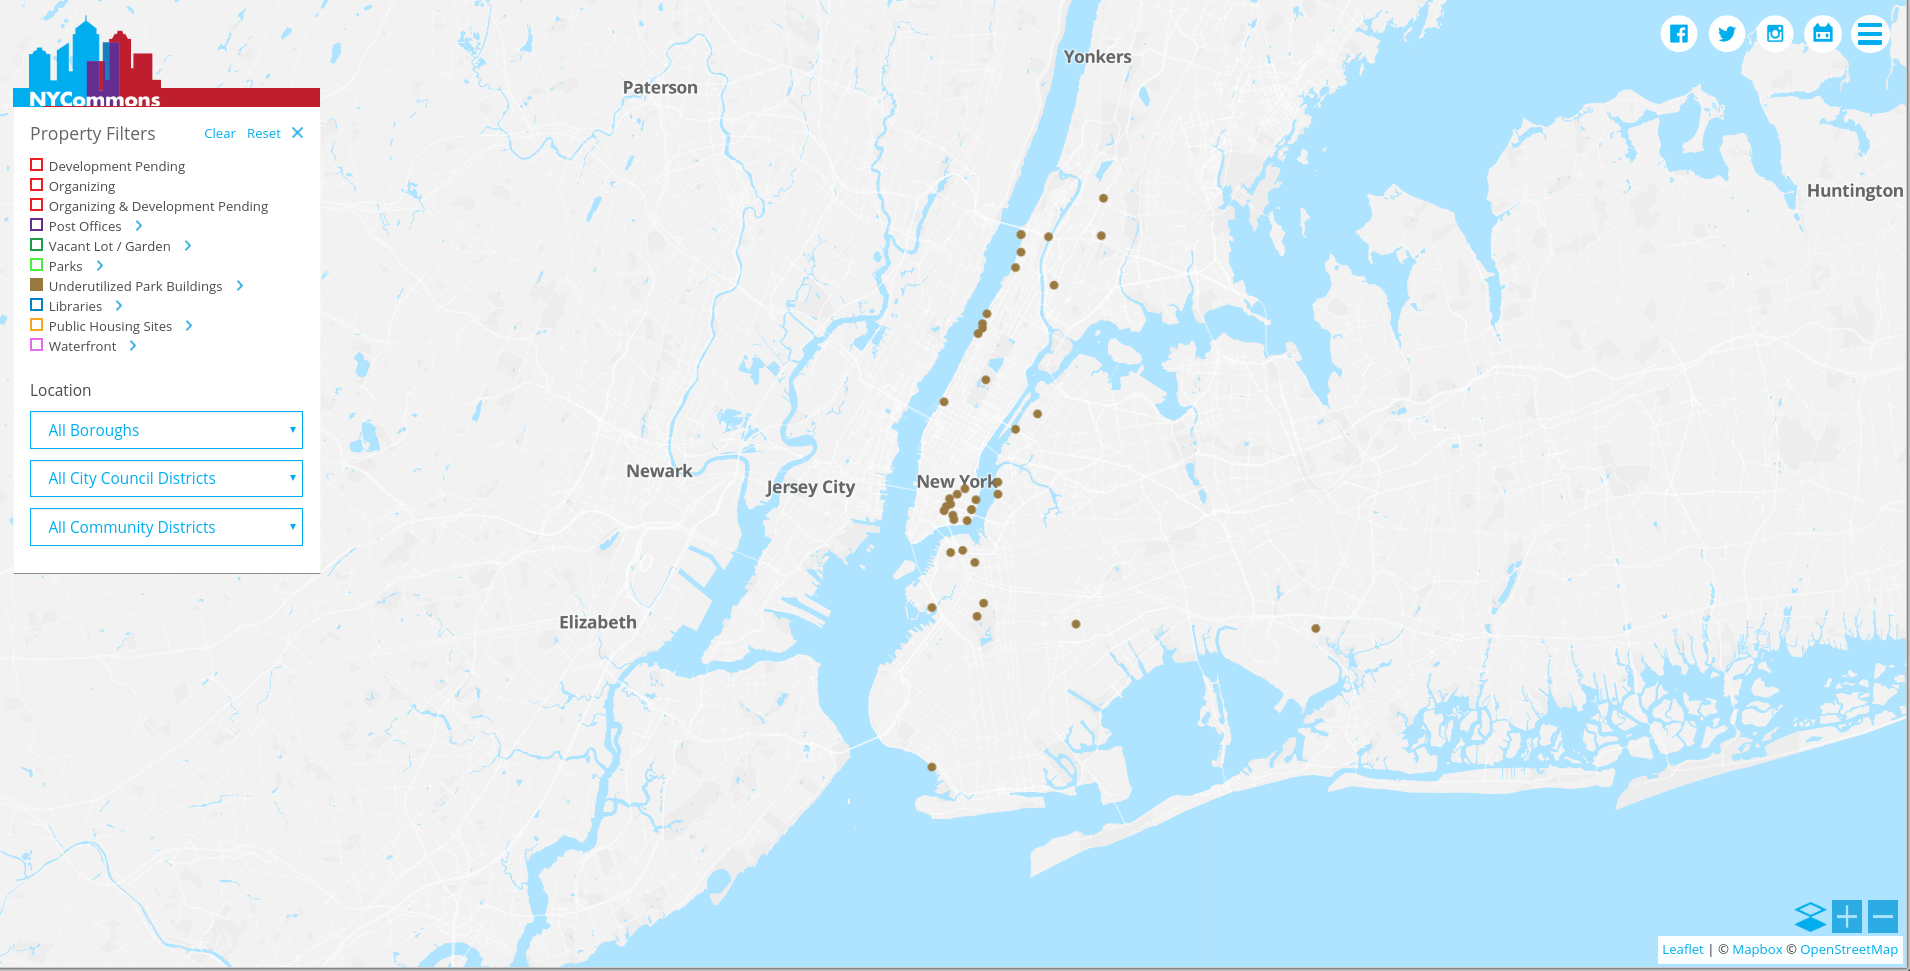 NYCommons
Property Filters Clear Reset
Development Pending
Organizing
Organizing & Development Pending
Post Offices
Vacant Lot / Garden
Parks
Underutilized Park Buildings
Libraries
Public Housing Sites
Waterfront
Location
All Boroughs
All City Council Districts
All Community Districts
Yonkers
Paterson
Huntington
Newark
Jersey City
New York
Elizabeth
Leaflet | © Mapbox © OpenStreetMap